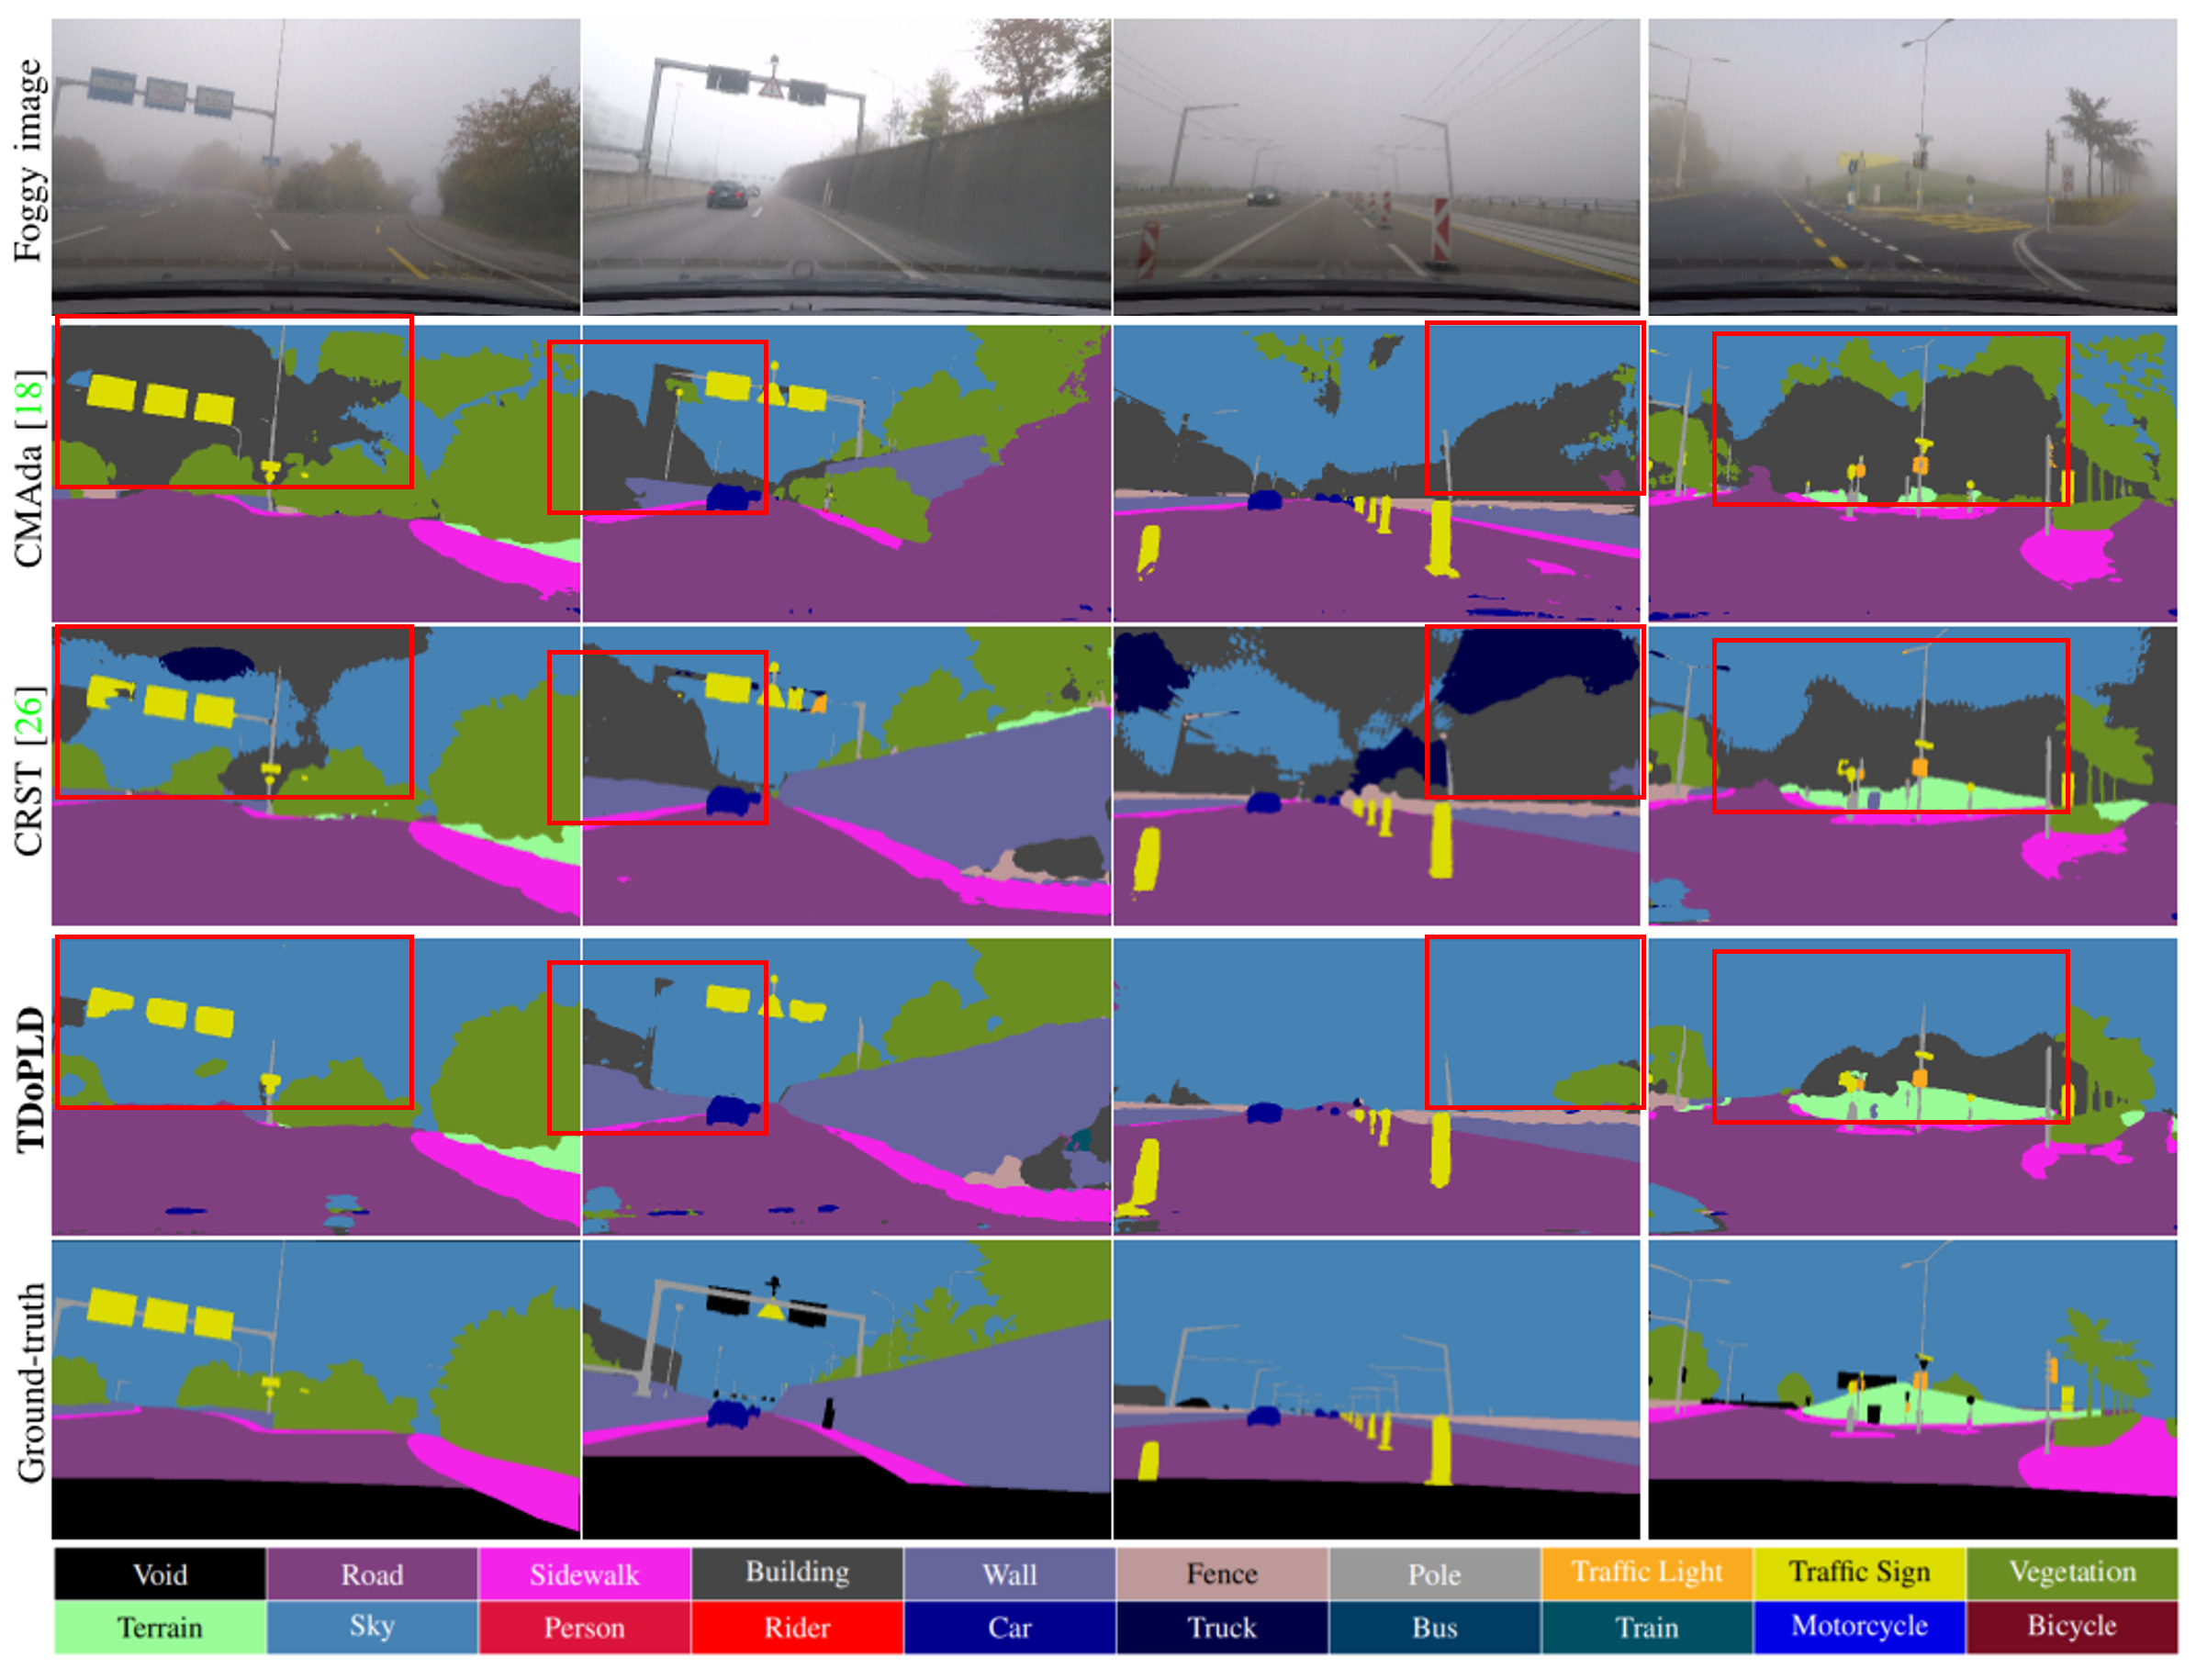 Foggy image
CMAda [18]
CRST [26]
TDoPLD
Ground-truth
Void Road Sidewalk Building Wall Fence Pole Traffic Light Traffic Sign Vegetation
Terrain Sky Person Rider Car Truck Bus Train Motorcycle Bicycle